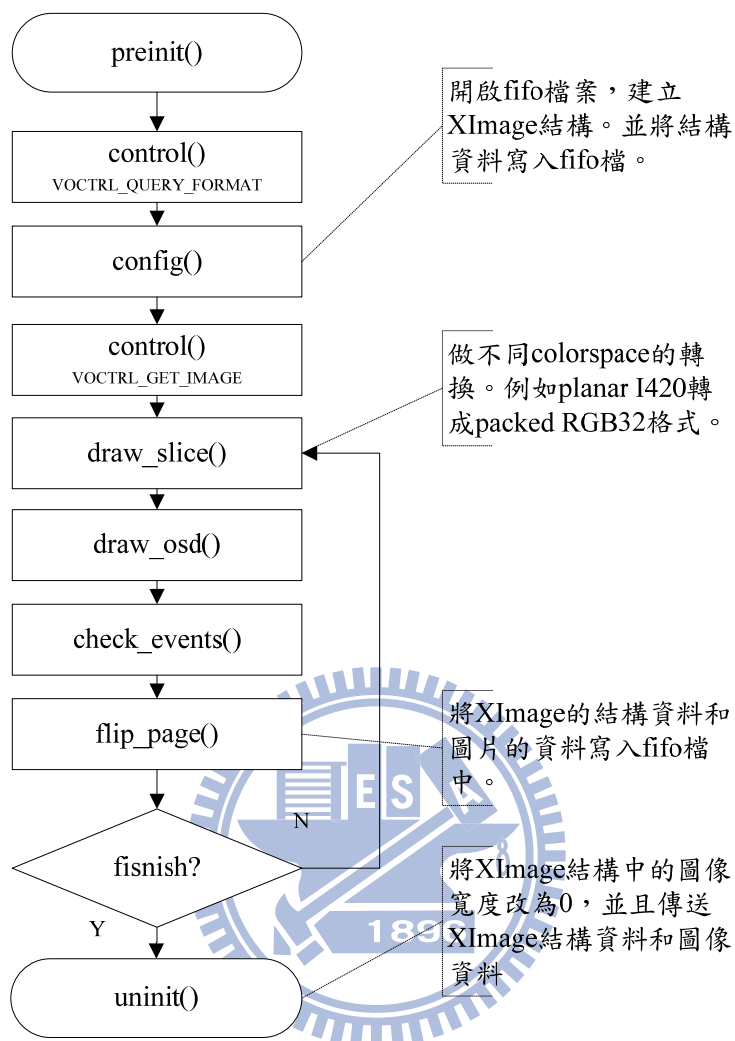 preinit()
control()
VOCTRL_QUERY_FORMAT
開啟fifo檔案，建立
XImage結構。並將結構
資料寫入fifo檔。
config()
control()
VOCTRL_GET_IMAGE
做不同colorspace的轉
換。例如planar I420轉
成packed RGB32格式。
draw_slice()
draw_osd()
check_events()
flip_page()
將XImage的結構資料和
圖片的資料寫入fifo檔
中。
ES
N
fisnish?
Y
將XImage結構中的圖像
寬度改為0，並且傳送
XImage結構資料和圖像
資料
1896
uninit()